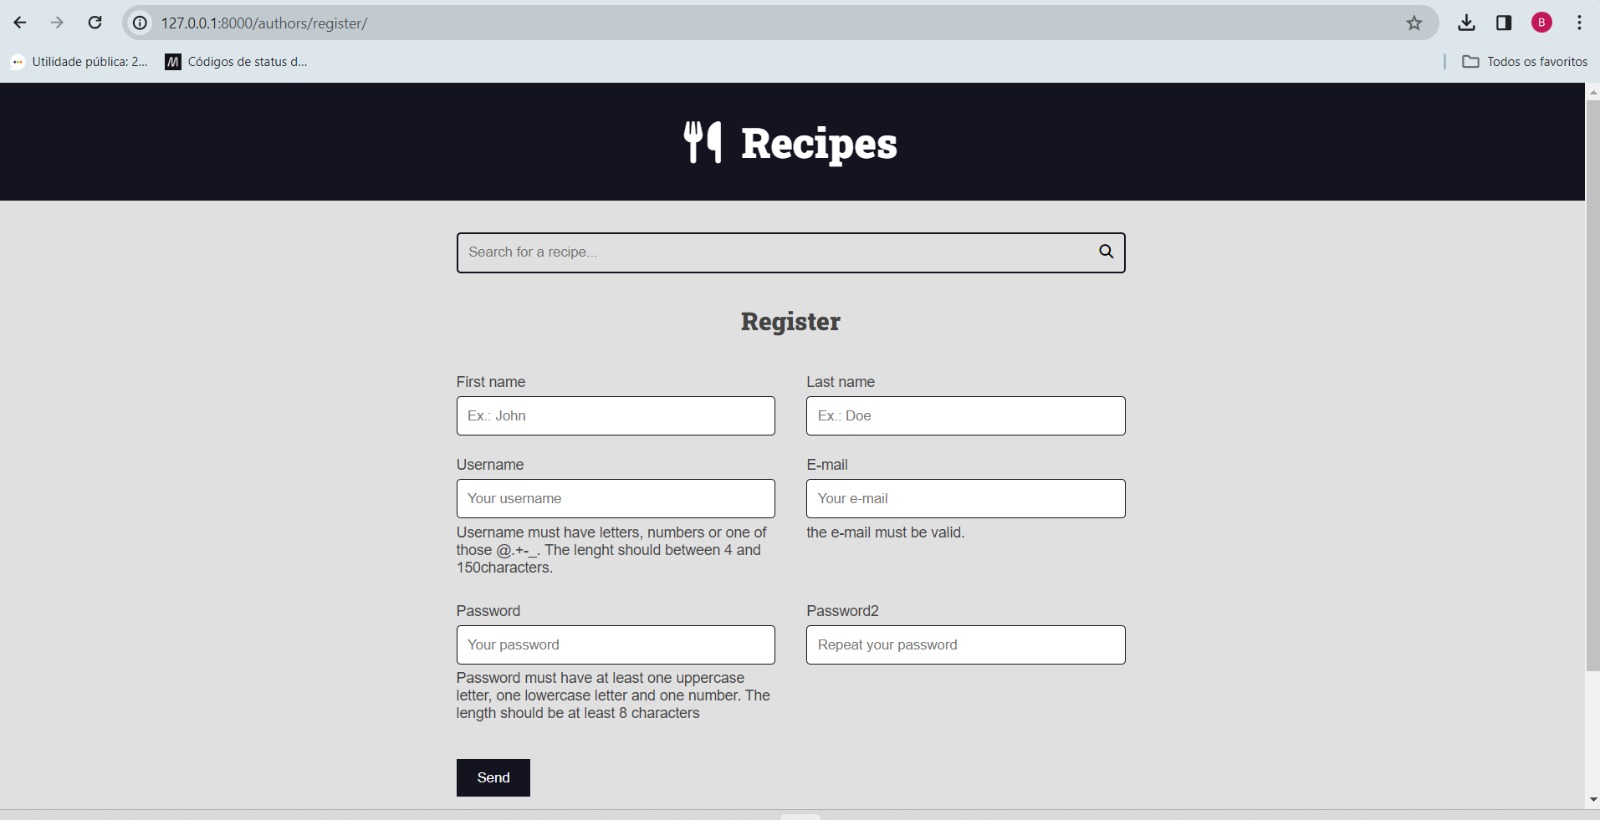 127.0.0.1:8000/authors/register/
B
Utilidade pública: 2...
M Códigos de status d...
Todos os favoritos
Recipes
Search for a recipe...
Register
First name
Last name
Ex.: John
Ex.: Doe
Username
E-mail
Your username
Your e-mail
Username must have letters, numbers or one of
those @.+-_. The lenght should between 4 and
150characters.
the e-mail must be valid.
Password
Password2
Your password
Repeat your password
Password must have at least one uppercase
letter, one lowercase letter and one number. The
length should be at least 8 characters
Send